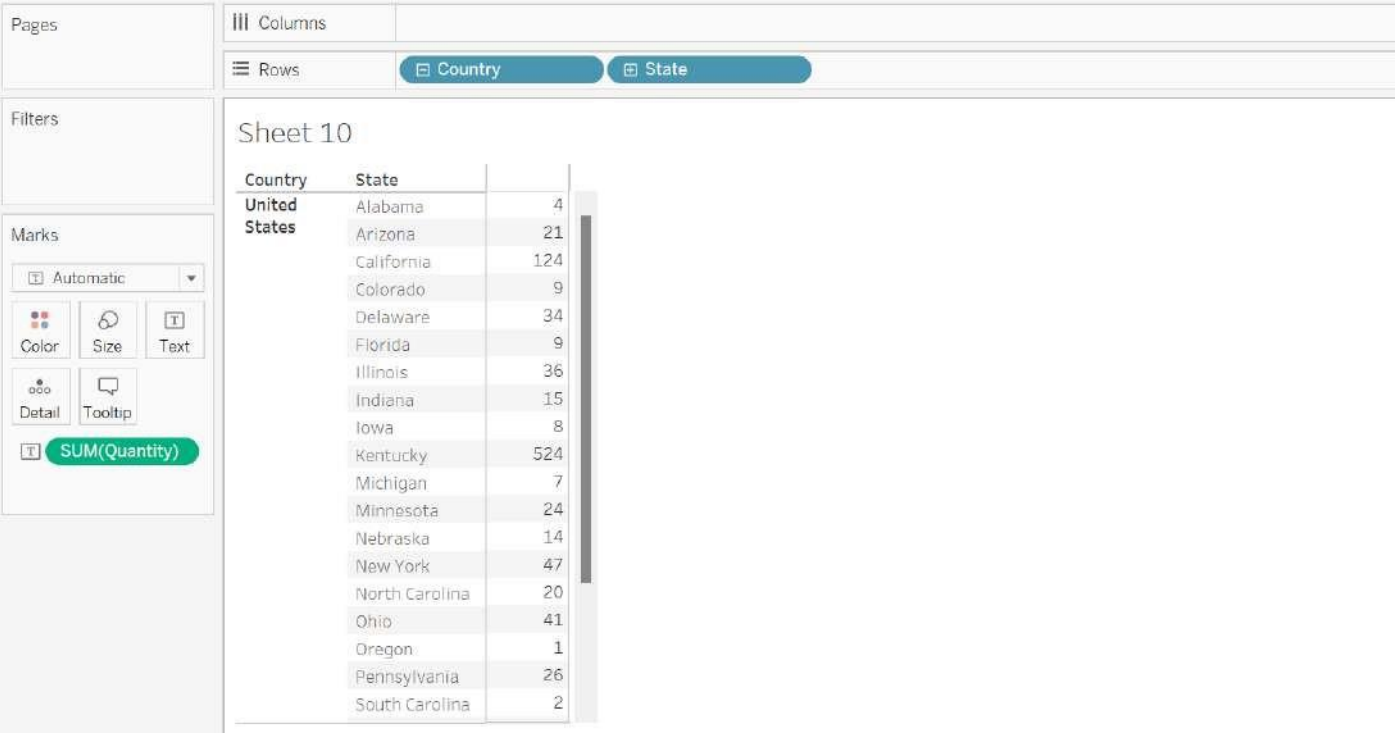 Pages
Columns
Rows Country State
Filters
Sheet 10
Country State
United States Alabama 4
Arizona 21
California 124
Colorado 9
Delaware 34
Florida 9
Illinois 36
Indiana 15
Iowa 8
Kentucky 524
Michigan 7
Minnesota 24
Nebraska 14
New York 47
North Carolina 20
Ohio 41
Oregon 1
Pennsylvania 26
South Carolina 2
Marks
T Automatic
Color Size T Text
Detail Tooltip
T SUM(Quantity)